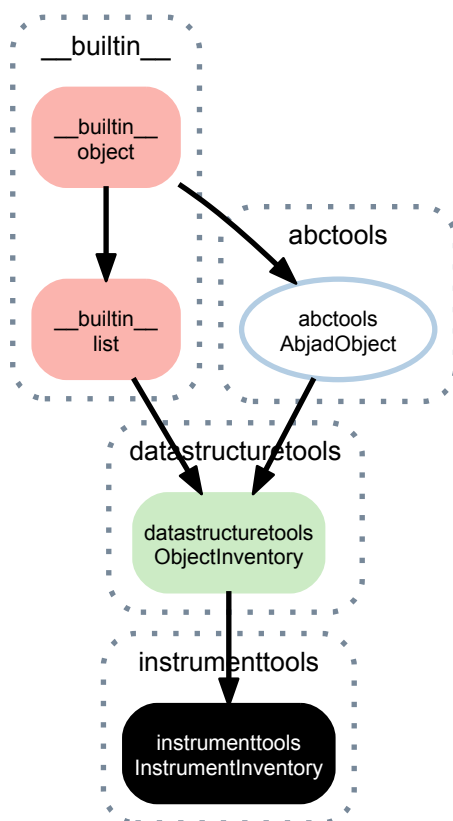 __builtin__
__builtin__
object
abctools
__builtin__
list
abctools
AbjadObject
datastructuretools
datastructuretools
ObjectInventory
instrumenttools
instrumenttools
InstrumentInventory